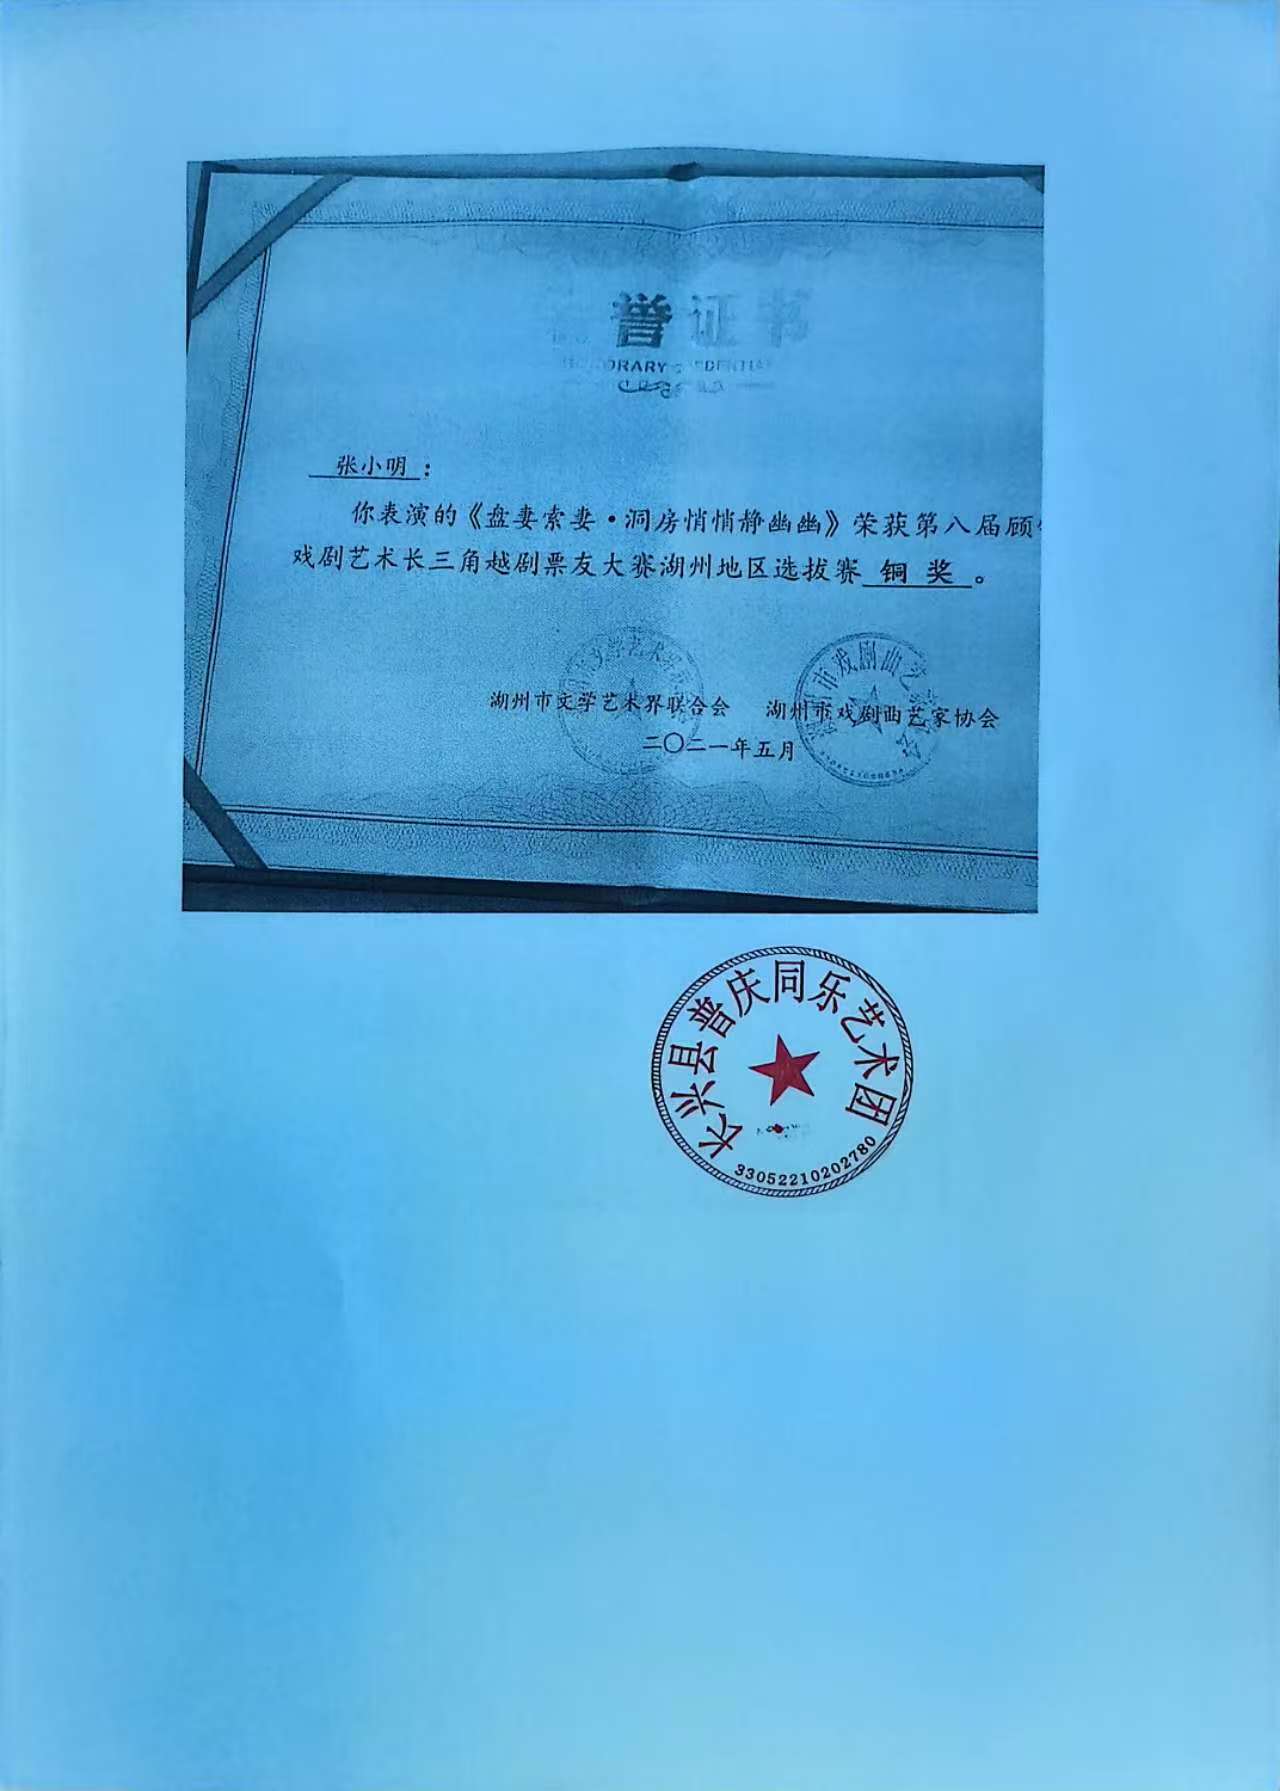 誉证书
张小明：
你表演的《盘妻索妻·洞房悄悄静幽幽》荣获第八届顾
戏剧艺术长三角越剧票友大赛湖州地区选拔赛 铜 奖 。
湖州市文学艺术界联合会 湖州市戏剧曲艺家协会
二〇二一年五月
长兴县普庆同乐艺术团
33052210202780